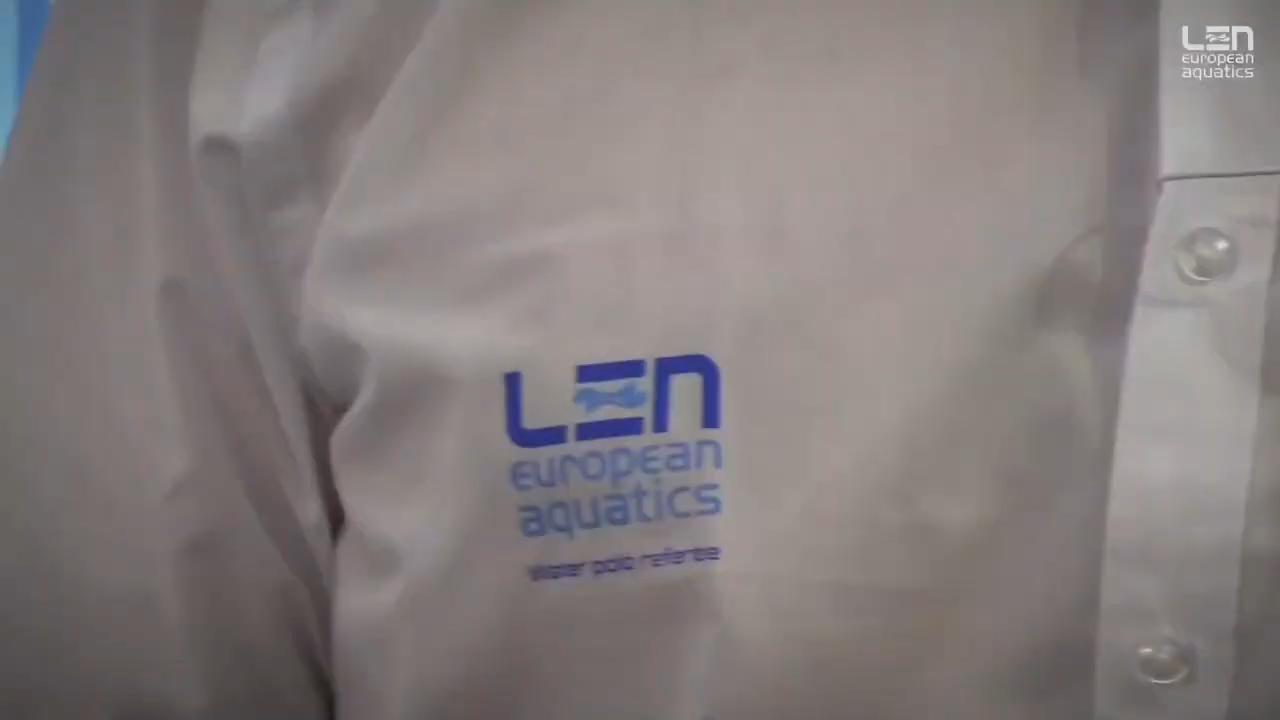 LEN
european
aquatics
LEN
european
aquatics
Water polo referee